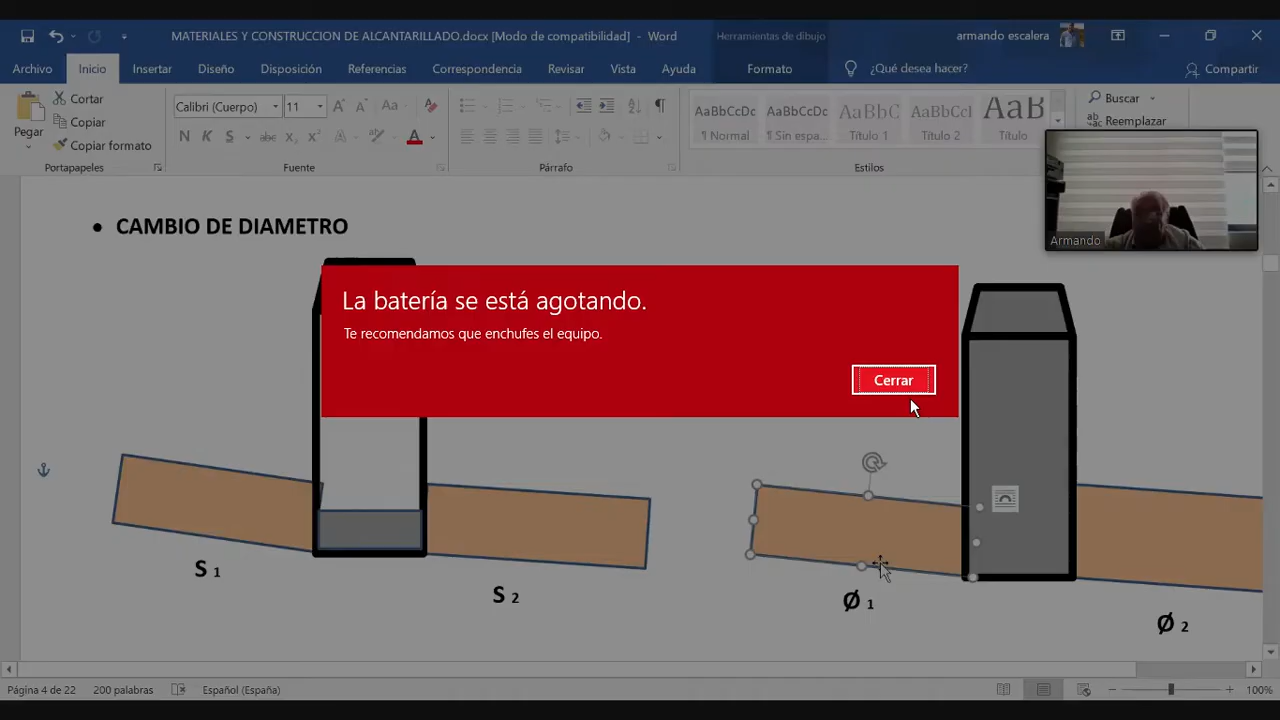 MATERIALES Y CONSTRUCCION DE ALCANTARILLADO.docx [Modo de compatibilidad] - Word
Herramientas de dibujo
armando escalera
Archivo Inicio Insertar Diseño Disposición Referencias Correspondencia Revisar Vista Ayuda Formato ¿Qué desea hacer? Compartir
Pegar
Cortar
Copiar
Copiar formato
Portapapeles
Calibri (Cuerpo) 11
N K S abc x₂ x²
Fuente
Párrafo
AaBbCcDc AaBbCcDc AaBbC AaBbCcI AaB
¶ Normal ¶ Sin espa... Título 1 Título 2 Título
Estilos
Buscar
Reemplazar
Armando
• CAMBIO DE DIAMETRO
La batería se está agotando.
Te recomendamos que enchufes el equipo.
Cerrar
S 1
S 2
Ø 1
Ø 2
Página 4 de 22 200 palabras Español (España) 100%